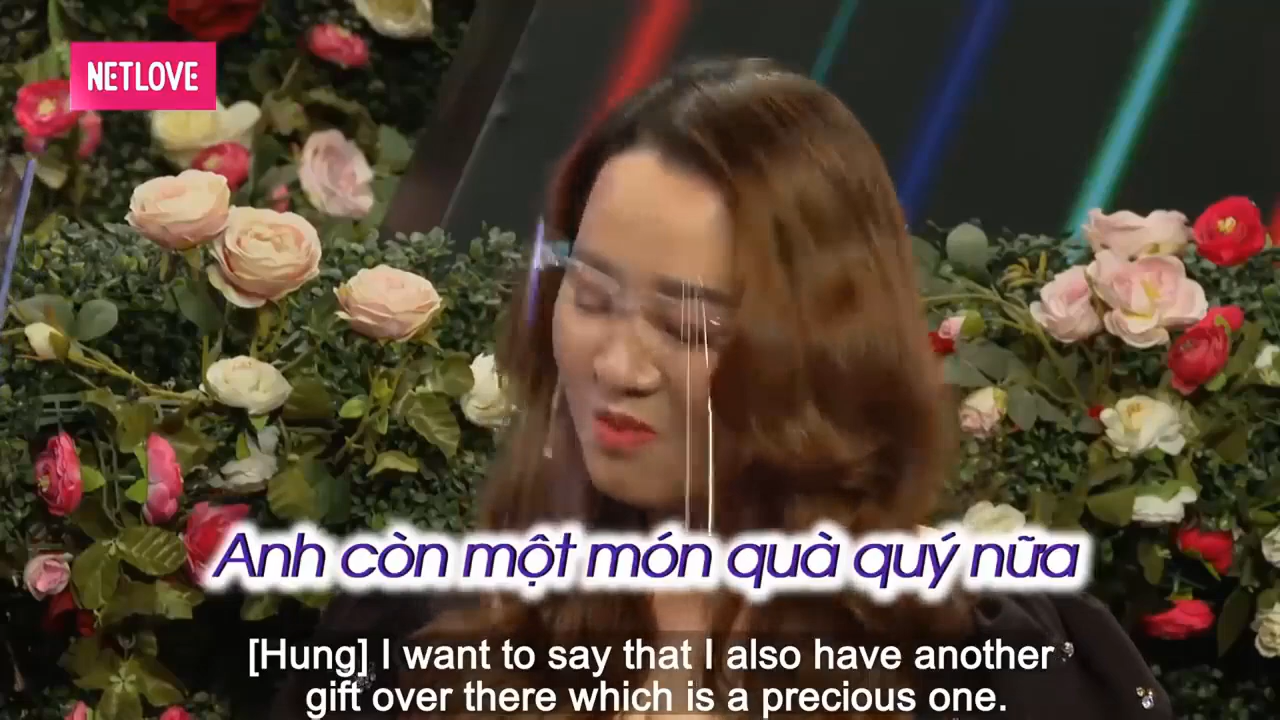 NETLOVE
Anh còn một món quà quý nữa
[Hung] I want to say that I also have another
gift over there which is a precious one.